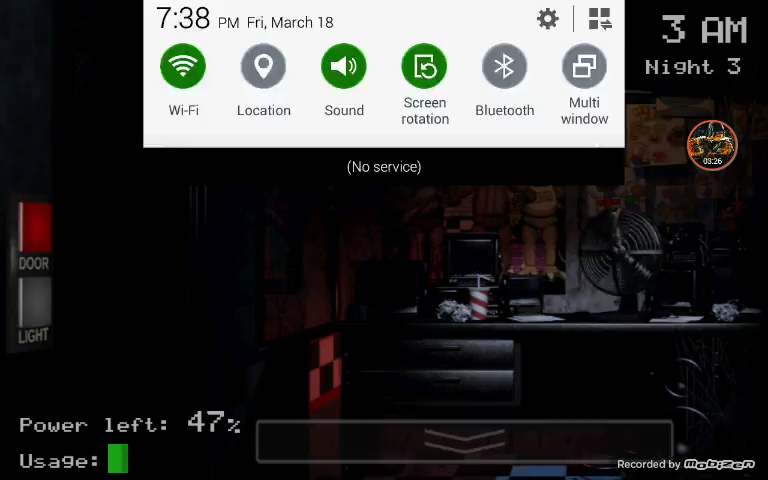 7:38 PM Fri, March 18
3 AM
Night 3
Wi-Fi
Location
Sound
Screen rotation
Bluetooth
Multi window
03:26
(No service)
DOOR
LIGHT
Power left: 47%
Usage:
Recorded by Mobizen